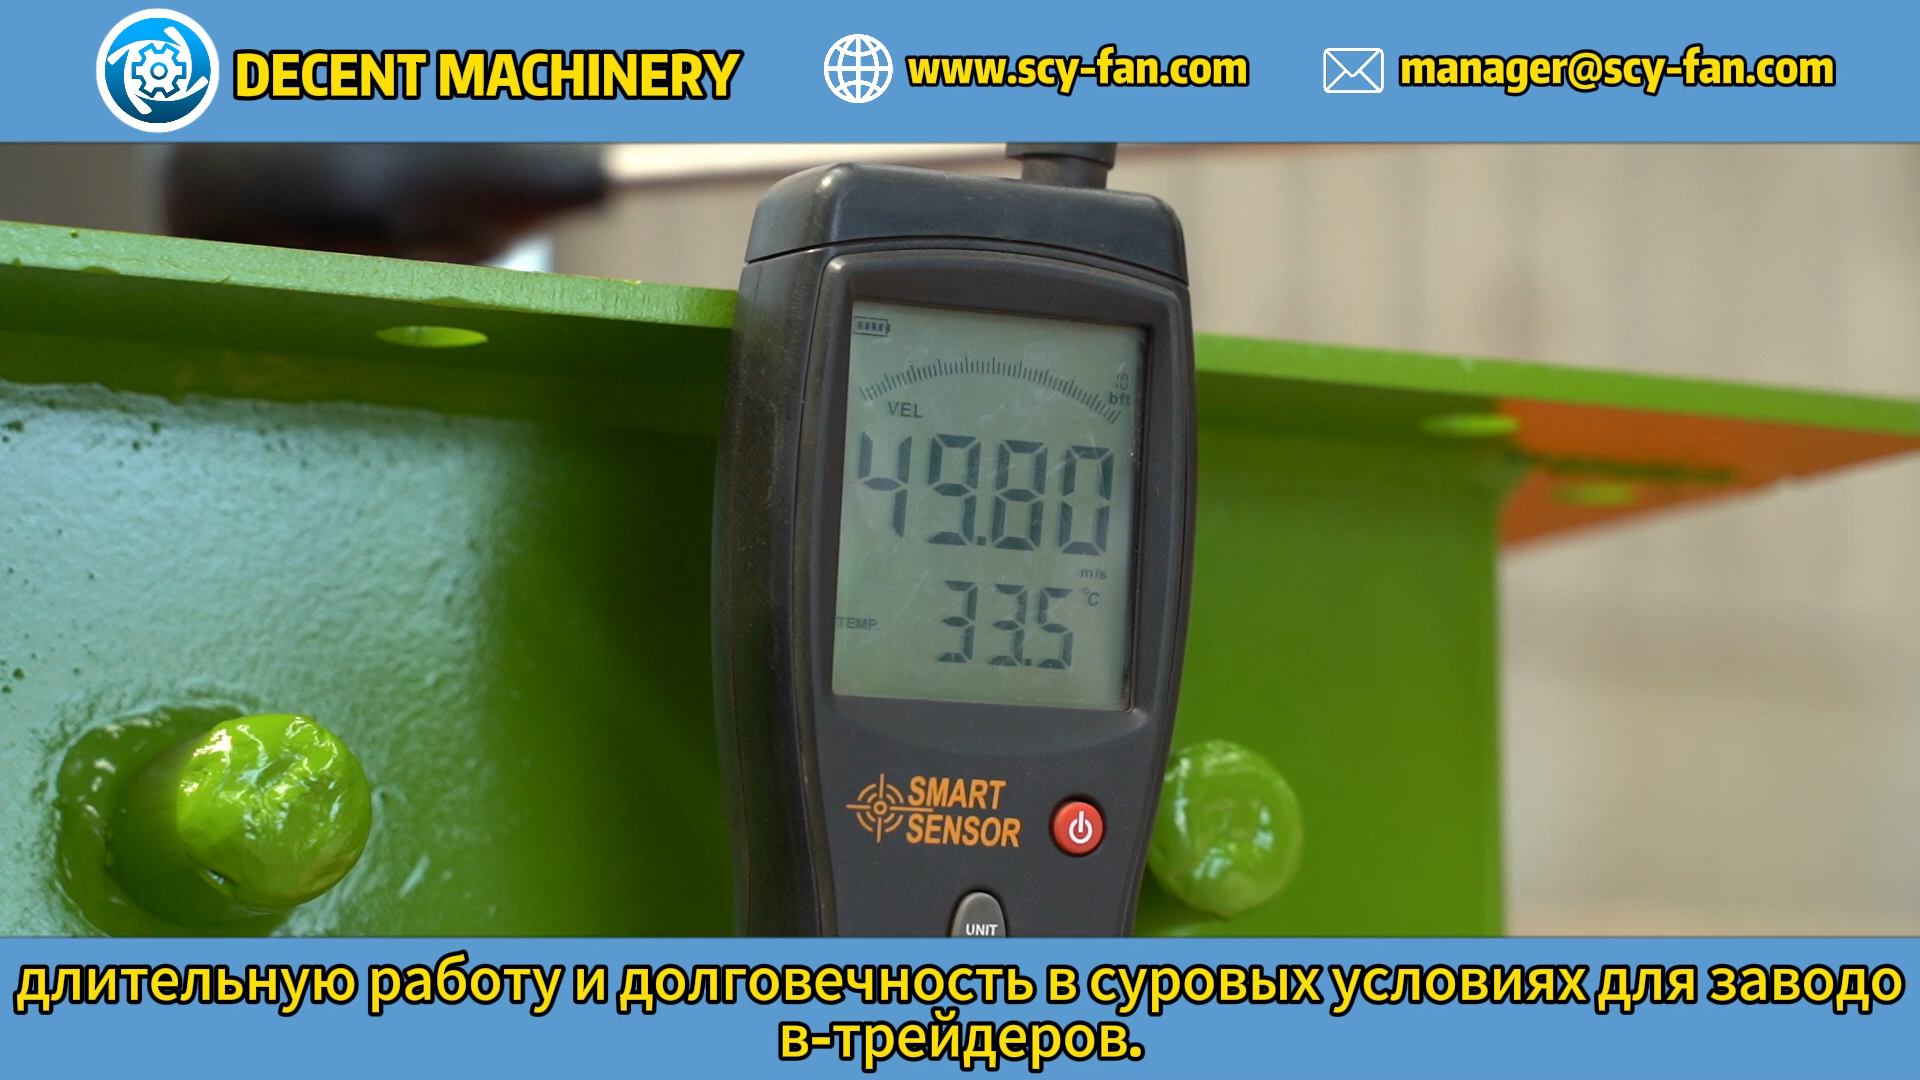 DECENT MACHINERY
www.scy-fan.com
manager@scy-fan.com
bft
VEL
49.80
m/s
°C
TEMP.
33.5
SMART
SENSOR
UNIT
длительную работу и долговечность в суровых условиях для заводо
в-трейдеров.